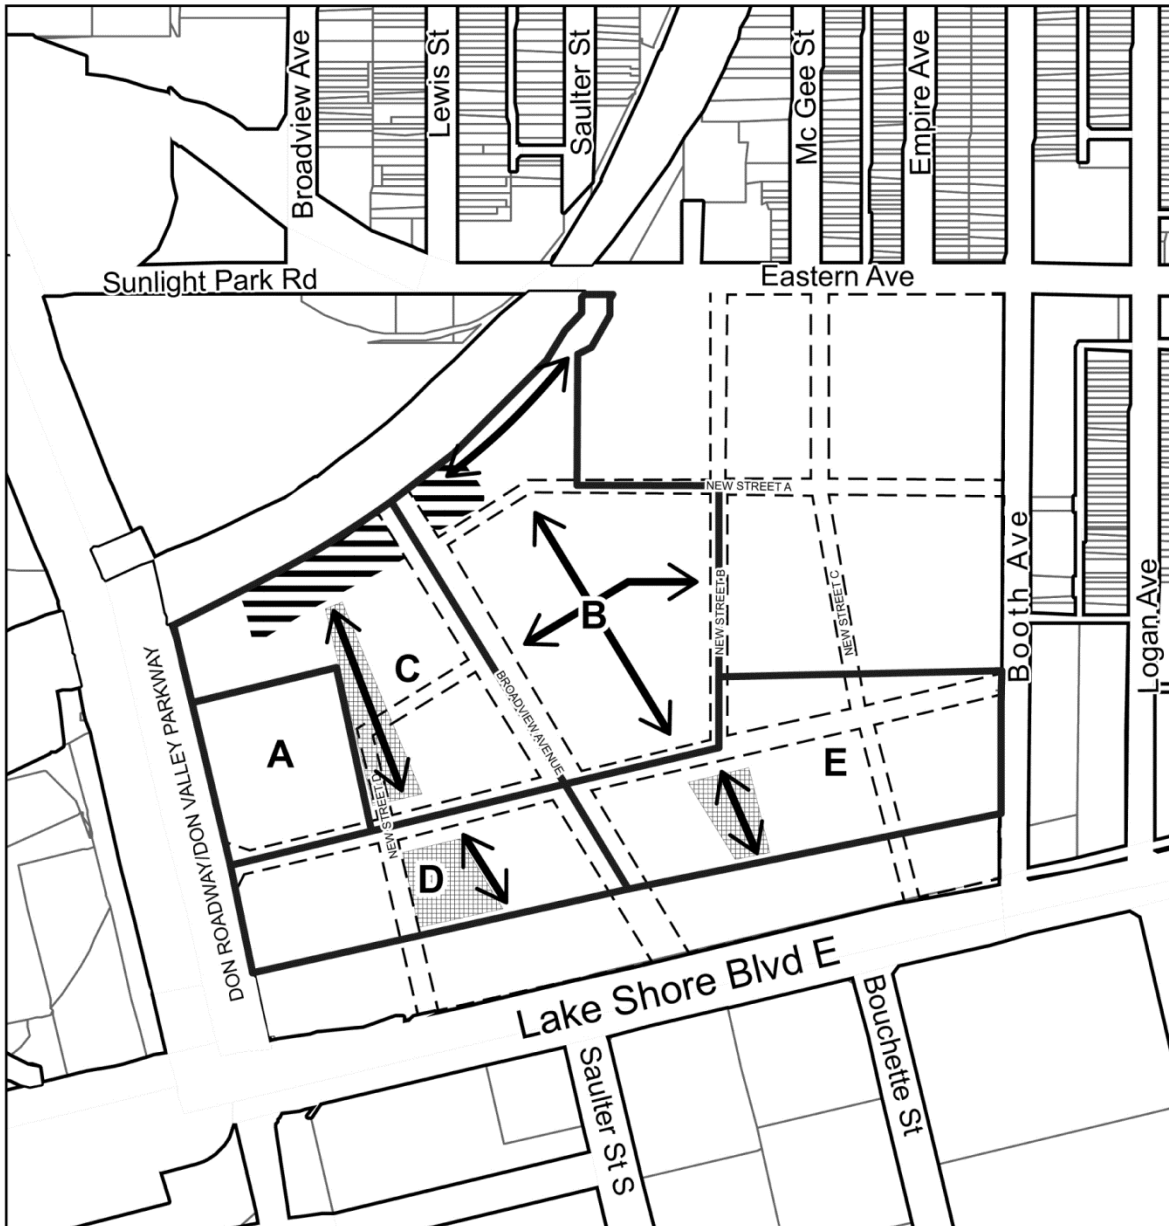 Broadview Ave
Lewis St
Saulter St
Mc Gee St
Empire Ave
Sunlight Park Rd
Eastern Ave
NEW STREET A
NEW STREET B
NEW STREET C
Booth Ave
Logan Ave
B
C
BROADVIEW AVENUE
A
E
DON ROADWAY/DON VALLEY PARKWAY
NEW STREET D
D
Lake Shore Blvd E
Saulter St S
Bouchette St